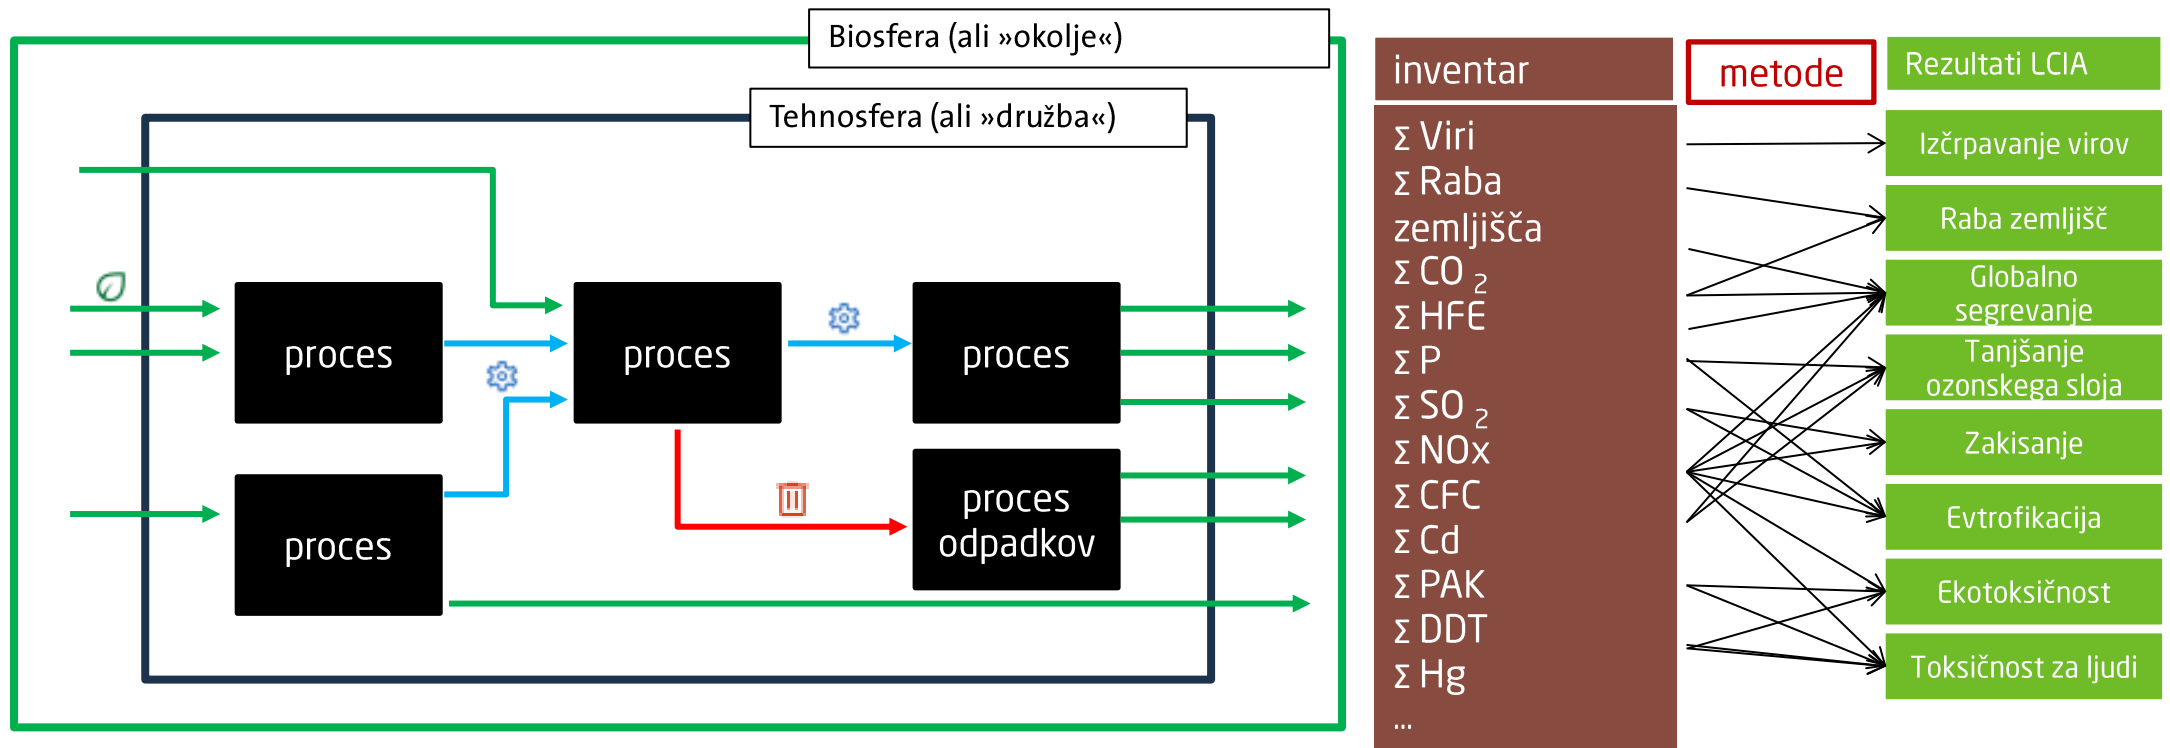 Biosfera (ali »okolje«)
Tehnosfera (ali »družba«)
proces
proces
proces
proces
proces
odpadkov
inventar
Σ Viri
Σ Raba
zemljišča
Σ CO 2
Σ HFE
Σ P
Σ SO 2
Σ NOx
Σ CFC
Σ Cd
Σ PAK
Σ DDT
Σ Hg
...
metode
Rezultati LCIA
Izčrpavanje virov
Raba zemljišč
Globalno
segrevanje
Tanjšanje
ozonskega sloja
Zakisanje
Evtrofikacija
Ekotoksičnost
Toksičnost za ljudi